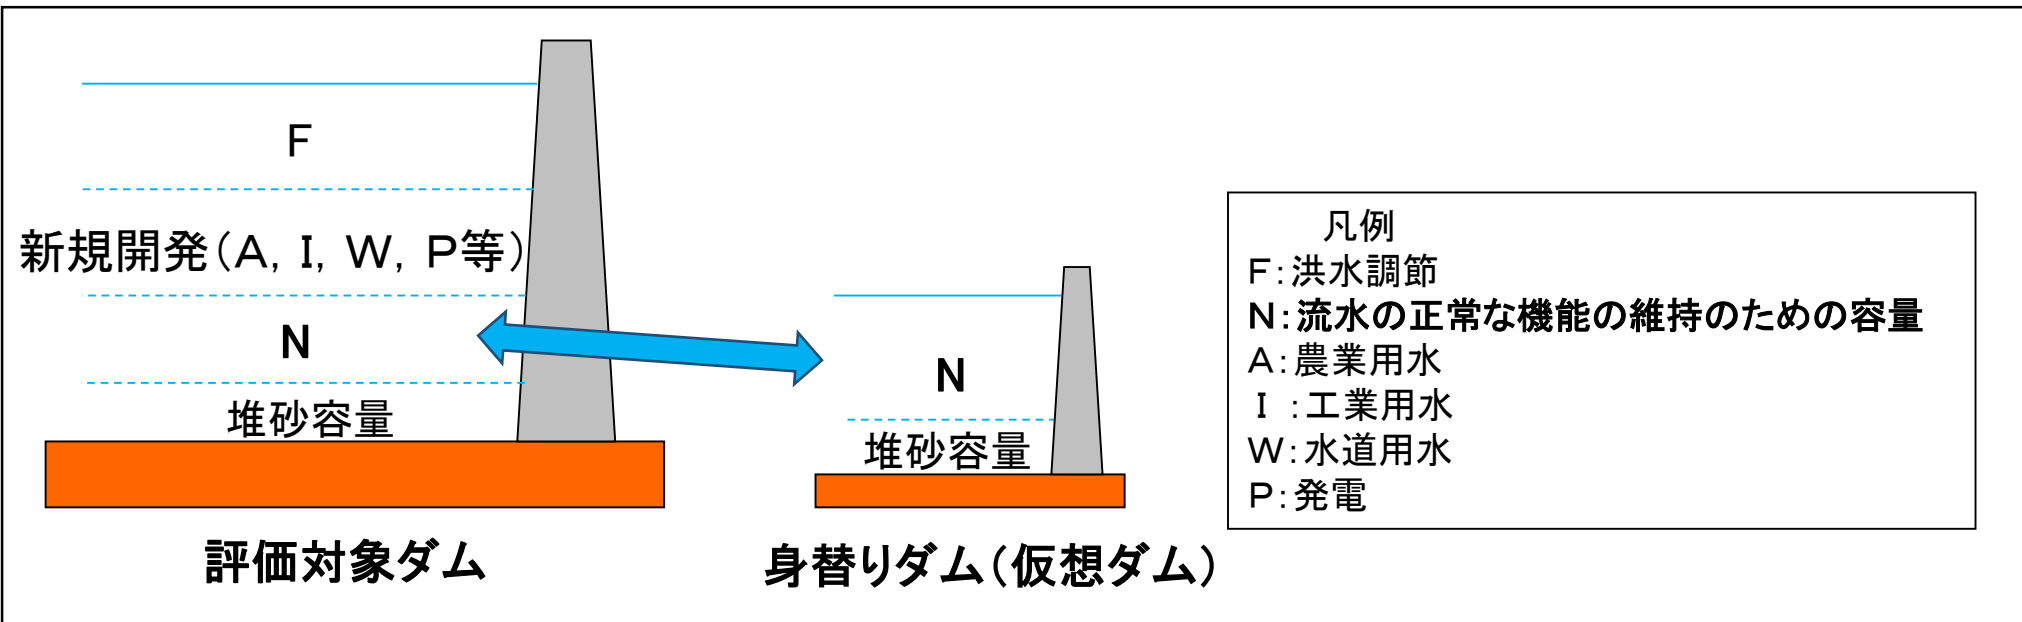 F
新規開発(A, I, W, P等)
N
堆砂容量
評価対象ダム
N
堆砂容量
身替りダム(仮想ダム)
凡例
F:洪水調節
N:流水の正常な機能の維持のための容量
A:農業用水
I :工業用水
W:水道用水
P:発電